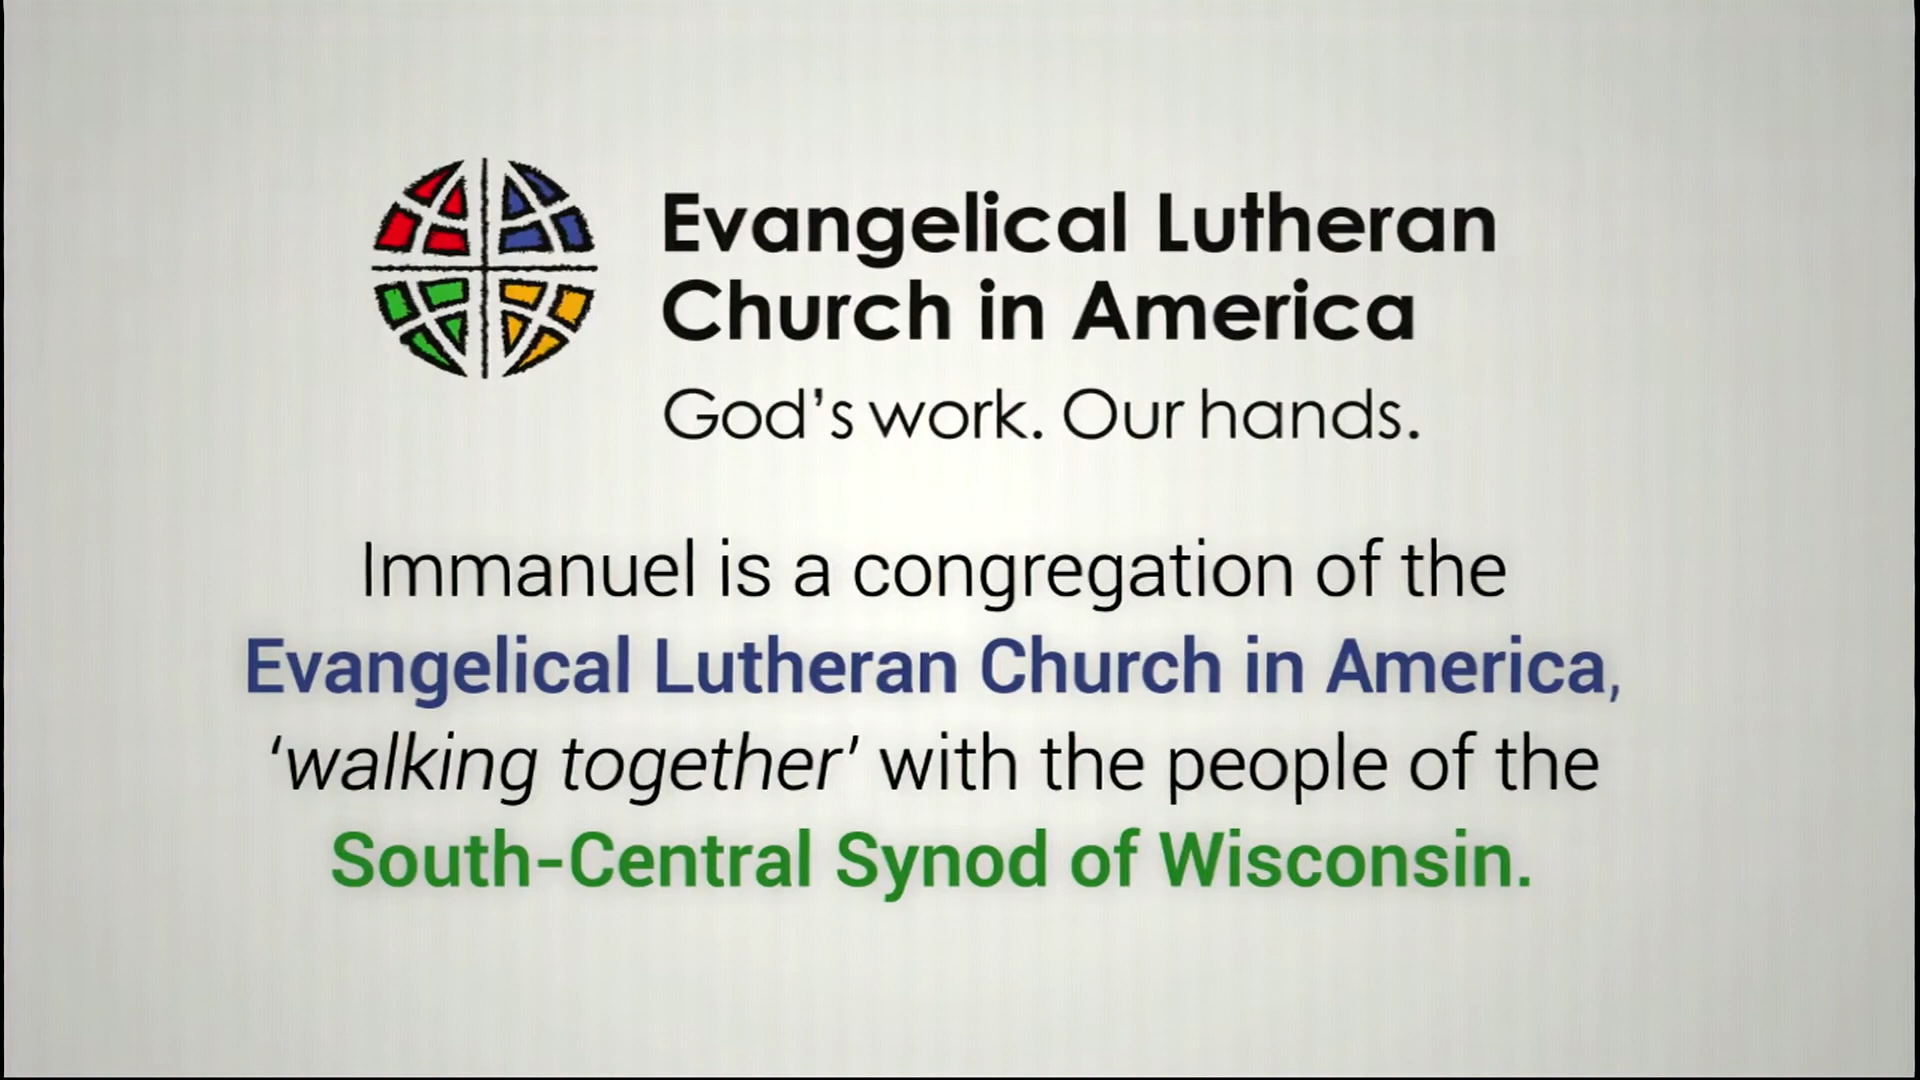 Evangelical Lutheran
Church in America
God’s work. Our hands.
Immanuel is a congregation of the
Evangelical Lutheran Church in America,
‘walking together’ with the people of the
South-Central Synod of Wisconsin.